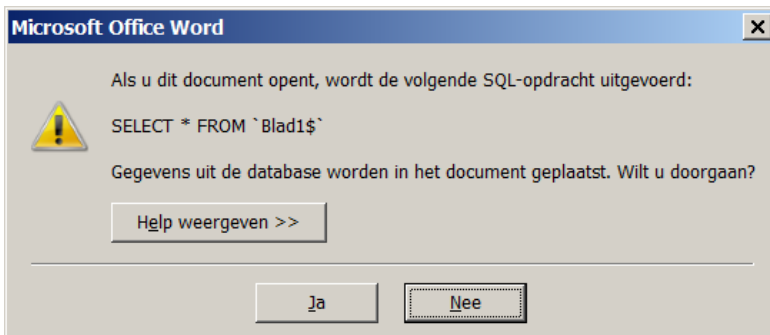 Microsoft Office Word
Als u dit document opent, wordt de volgende SQL-opdracht uitgevoerd:
SELECT * FROM `Blad1$`
Gegevens uit de database worden in het document geplaatst. Wilt u doorgaan?
Help weergeven >>
Ja
Nee